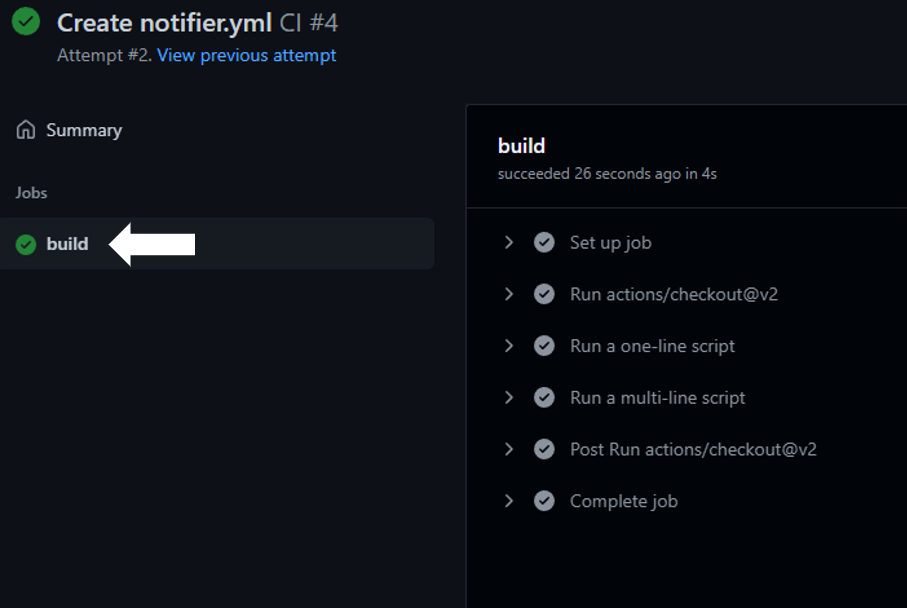 Create notifier.yml CI #4
Attempt #2. View previous attempt
Summary
Jobs
build
build
succeeded 26 seconds ago in 4s
Set up job
Run actions/checkout@v2
Run a one-line script
Run a multi-line script
Post Run actions/checkout@v2
Complete job